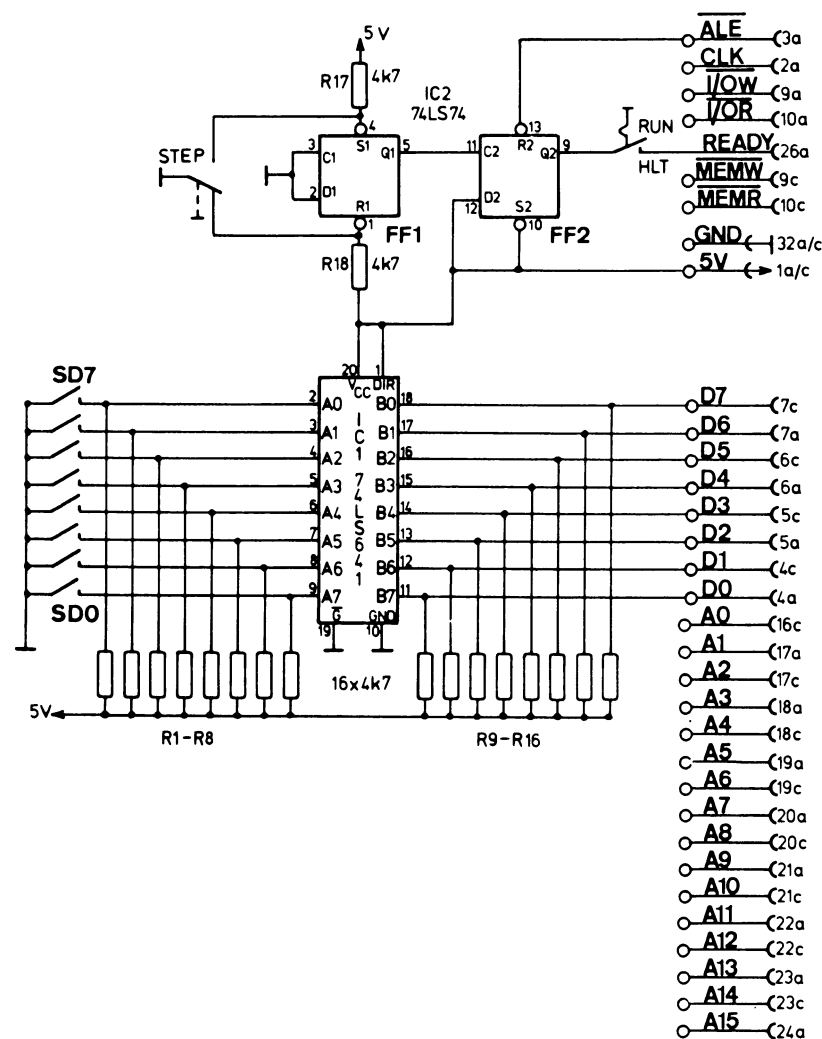 5V
R17 4k7
IC2
74LS74
STEP
4
S1
3 C1 Q1 5
2 D1
R1
1
FF1
R18 4k7
13
R2
11 C2 Q2 9
D2
12
S2
10
FF2
RUN
HLT
ALE 3a
CLK 2a
I/OW 9a
I/OR 10a
READY 26a
MEMW 9c
MEMR 10c
GND 32a/c
5V 1a/c
20 1
VCC DIR
SD7
SD0
2 A0 B0 18
3 A1 B1 17
4 A2 B2 16
5 A3 B3 15
6 A4 B4 14
7 A5 B5 13
8 A6 B6 12
9 A7 B7 11
IC1 74LS641
G GND
19 10
D7 7c
D6 7a
D5 6c
D4 6a
D3 5c
D2 5a
D1 4c
D0 4a
A0 16c
A1 17a
A2 17c
A3 18a
A4 18c
A5 19a
A6 19c
A7 20a
A8 20c
A9 21a
A10 21c
A11 22a
A12 22c
A13 23a
A14 23c
A15 24a
16x4k7
5V
R1-R8
R9-R16